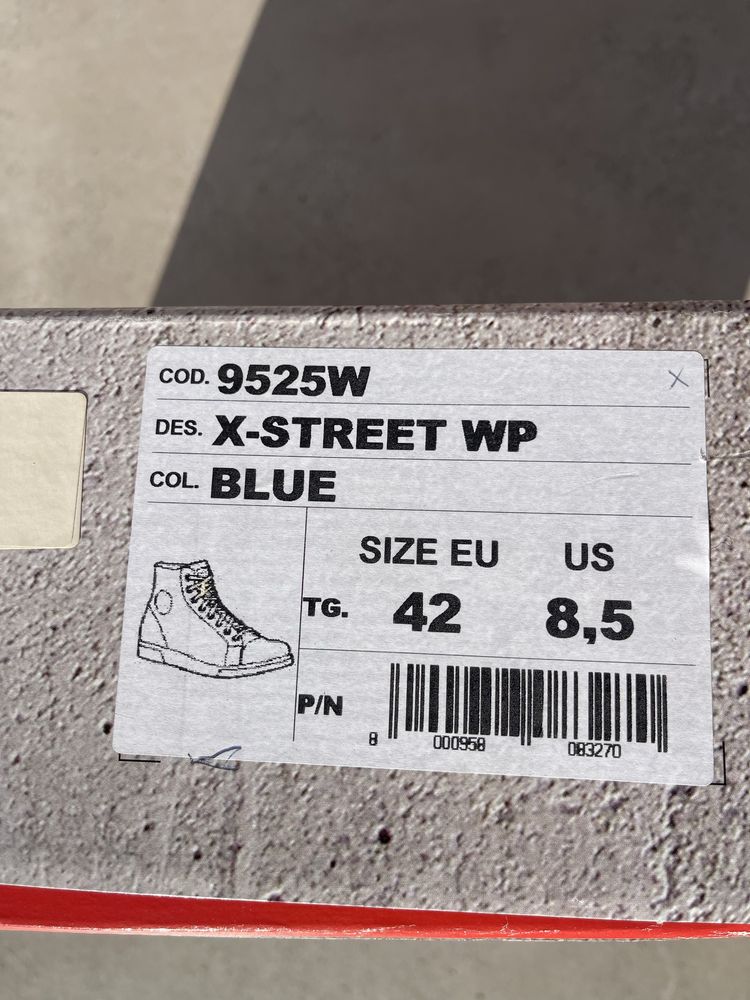 COD. 9525W
DES. X-STREET WP
COL. BLUE
SIZE EU US
TG. 42 8,5
P/N
8 000958 083270